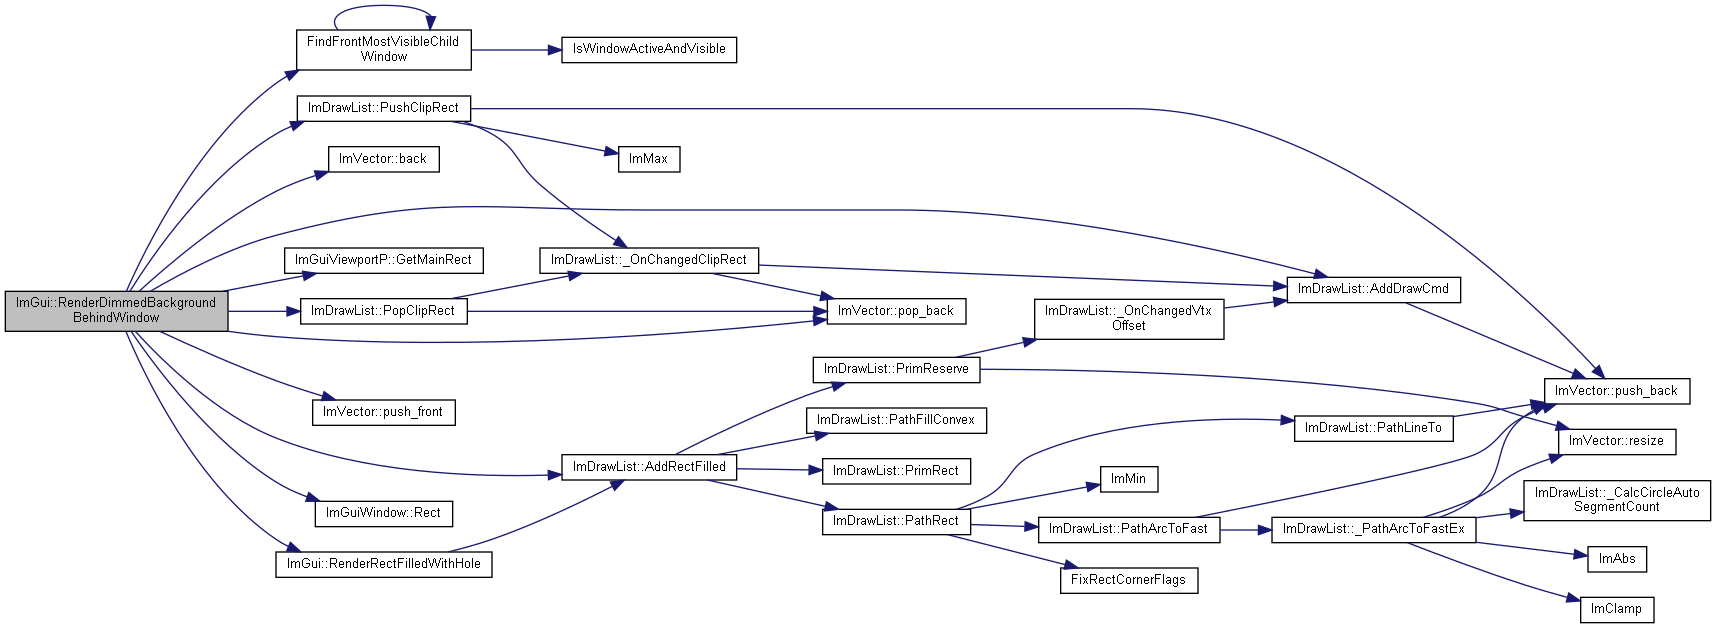 FindFrontMostVisibleChild
Window
IsWindowActiveAndVisible
ImDrawList::PushClipRect
ImVector::back
ImMax
ImGuiViewportP::GetMainRect
ImDrawList::_OnChangedClipRect
ImDrawList::AddDrawCmd
ImGui::RenderDimmedBackground
BehindWindow
ImDrawList::PopClipRect
ImVector::pop_back
ImDrawList::_OnChangedVtx
Offset
ImDrawList::PrimReserve
ImVector::push_back
ImVector::push_front
ImDrawList::PathFillConvex
ImDrawList::PathLineTo
ImVector::resize
ImDrawList::AddRectFilled
ImDrawList::PrimRect
ImMin
ImDrawList::_CalcCircleAuto
SegmentCount
ImGuiWindow::Rect
ImDrawList::PathRect
ImDrawList::PathArcToFast
ImDrawList::_PathArcToFastEx
ImGui::RenderRectFilledWithHole
ImAbs
FixRectCornerFlags
ImClamp